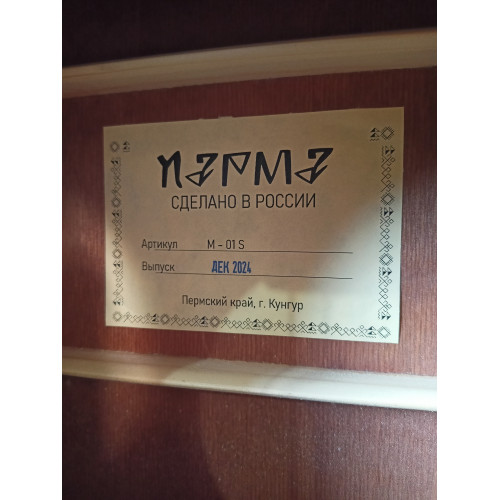 ПАРМА
СДЕЛАНО В РОССИИ
Артикул M – 01 S
Выпуск ДЕК 2024
Пермский край, г. Кунгур